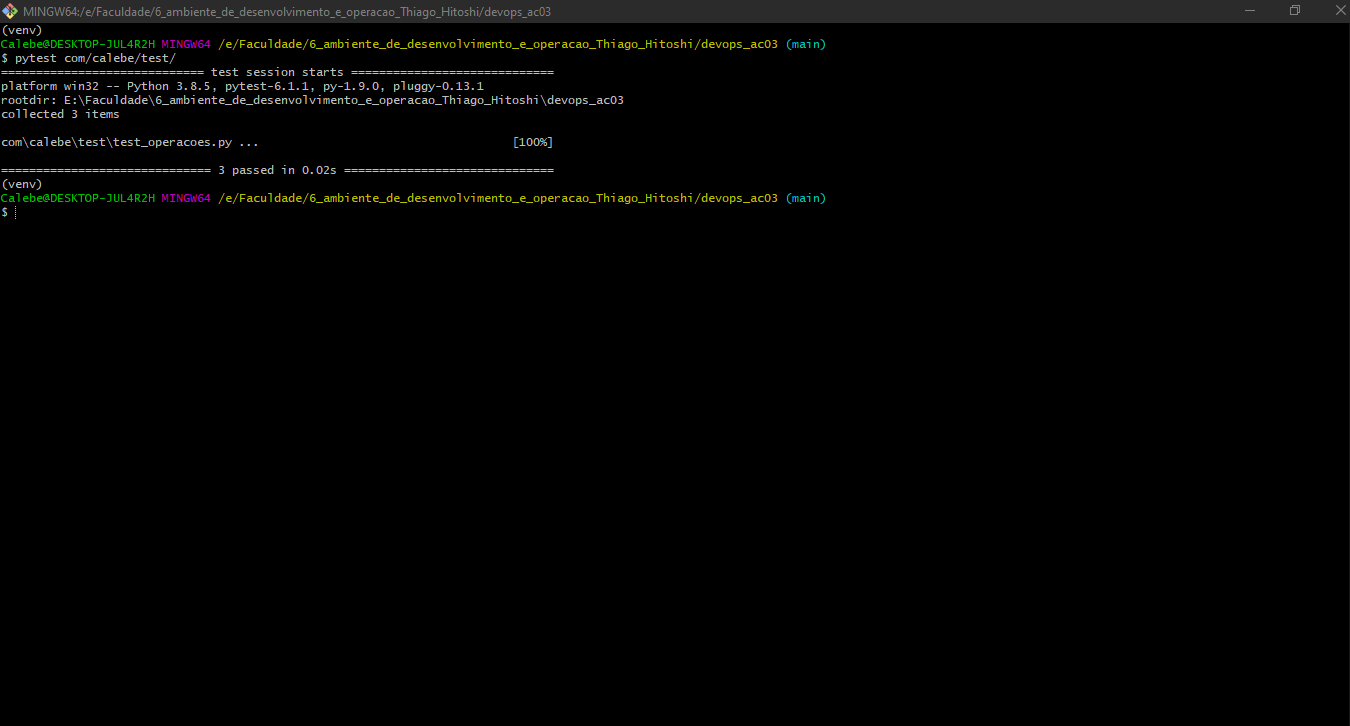 MINGW64:/e/Faculdade/6_ambiente_de_desenvolvimento_e_operacao_Thiago_Hitoshi/devops_ac03
(venv)
Calebe@DESKTOP-JUL4R2H MINGW64 /e/Faculdade/6_ambiente_de_desenvolvimento_e_operacao_Thiago_Hitoshi/devops_ac03 (main)
$ pytest com/calebe/test/
============================= test session starts =============================
platform win32 -- Python 3.8.5, pytest-6.1.1, py-1.9.0, pluggy-0.13.1
rootdir: E:\Faculdade\6_ambiente_de_desenvolvimento_e_operacao_Thiago_Hitoshi\devops_ac03
collected 3 items
com\calebe\test\test_operacoes.py ... [100%]
============================== 3 passed in 0.02s ==============================
(venv)
Calebe@DESKTOP-JUL4R2H MINGW64 /e/Faculdade/6_ambiente_de_desenvolvimento_e_operacao_Thiago_Hitoshi/devops_ac03 (main)
$